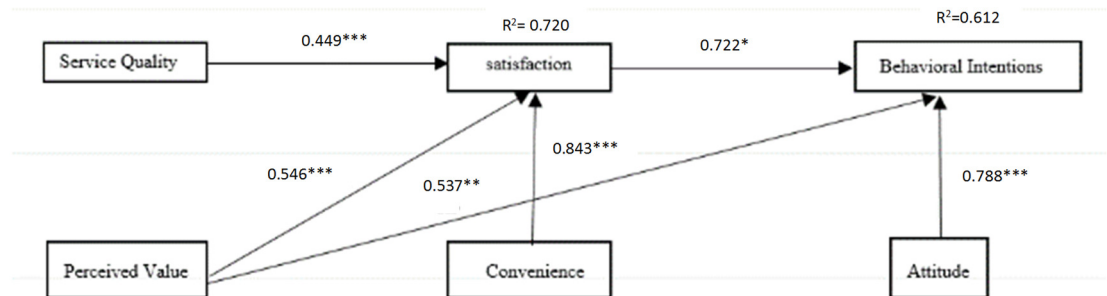 R²= 0.720
R²=0.612
0.449***
0.722*
Service Quality
satisfaction
Behavioral Intentions
0.546***
0.537**
0.843***
0.788***
Perceived Value
Convenience
Attitude